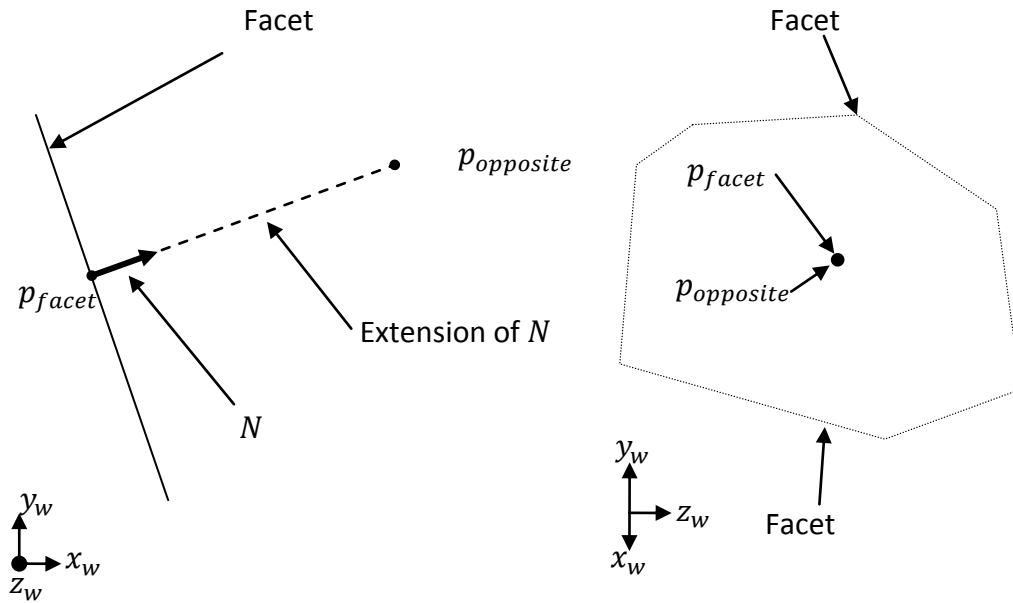 Facet
p_opposite
p_facet
Extension of N
N
y_w
x_w
z_w
Facet
p_facet
p_opposite
y_w
z_w
x_w
Facet